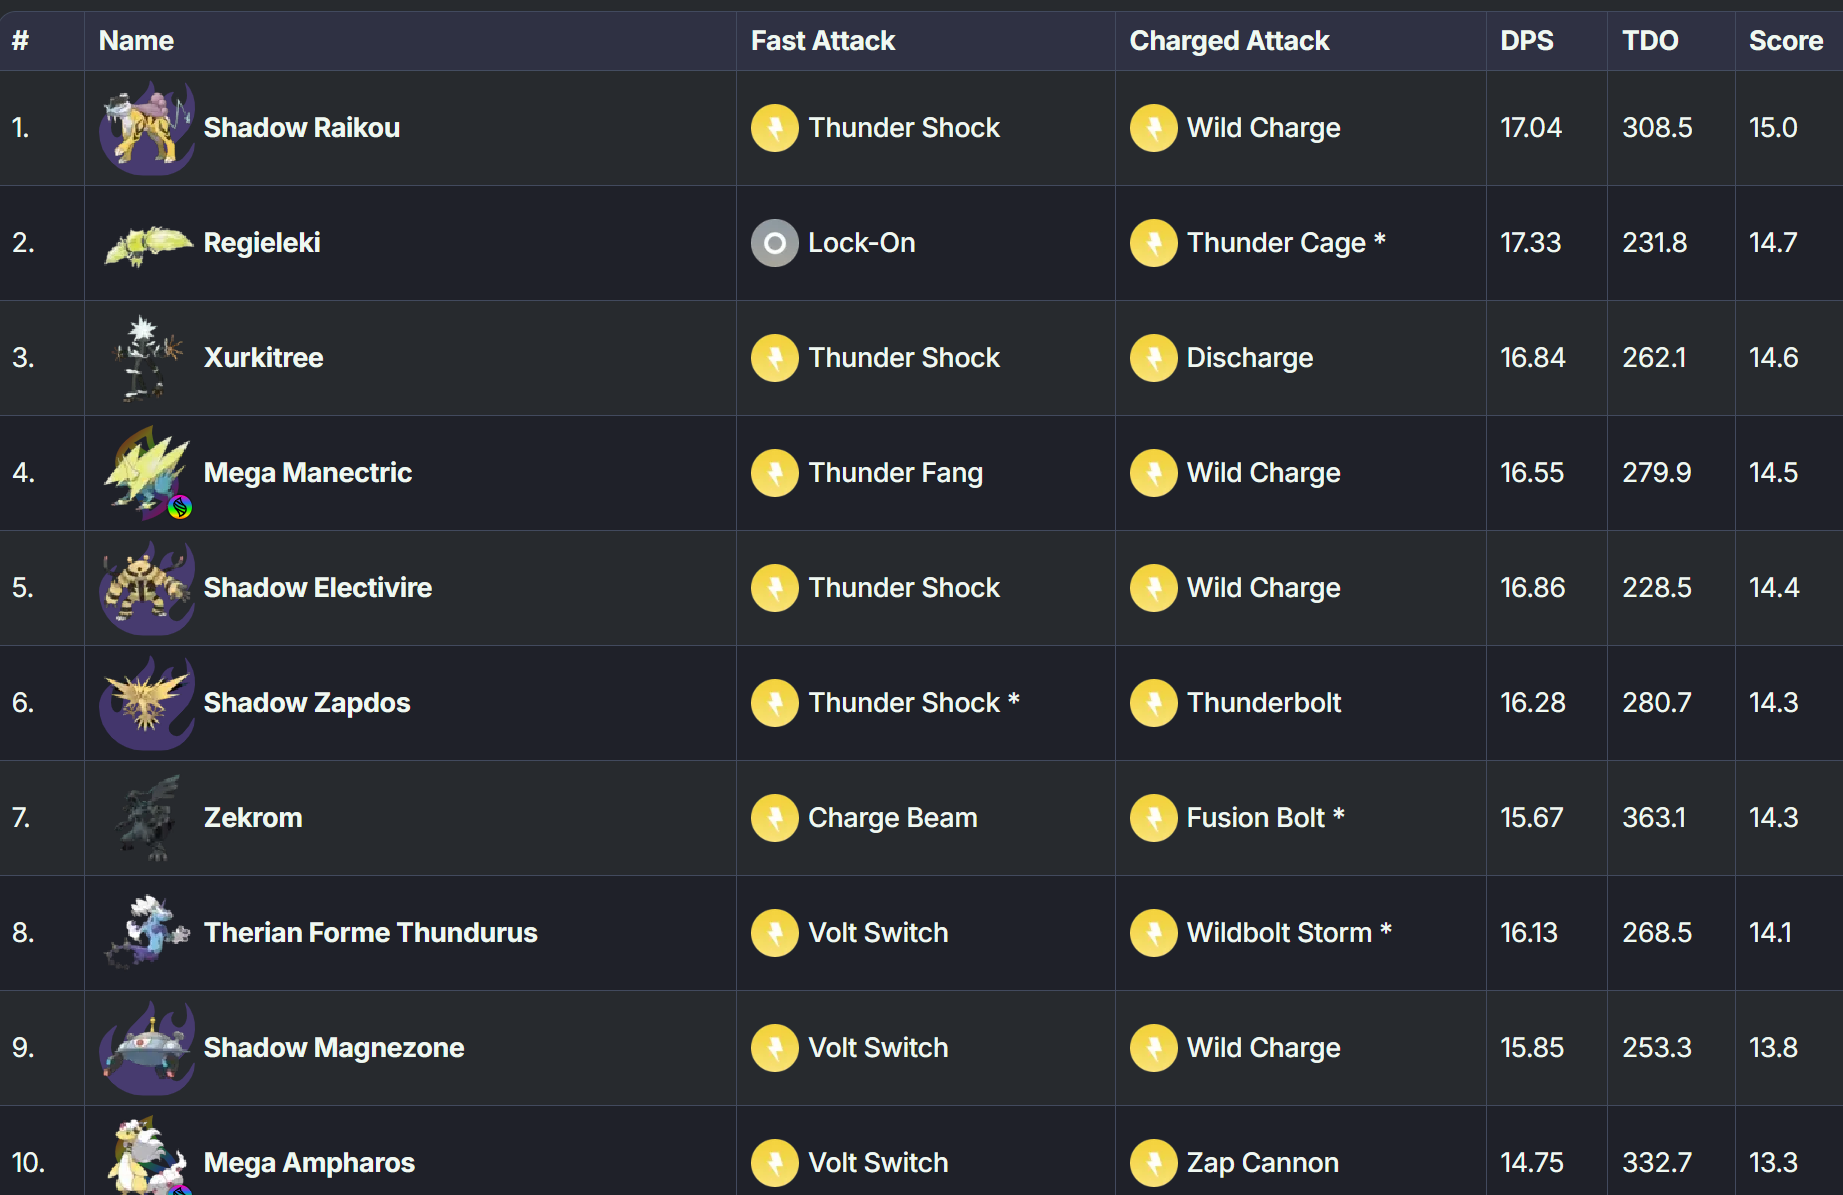 # Name Fast Attack Charged Attack DPS TDO Score
1. Shadow Raikou Thunder Shock Wild Charge 17.04 308.5 15.0
2. Regieleki Lock-On Thunder Cage * 17.33 231.8 14.7
3. Xurkitree Thunder Shock Discharge 16.84 262.1 14.6
4. Mega Manectric Thunder Fang Wild Charge 16.55 279.9 14.5
5. Shadow Electivire Thunder Shock Wild Charge 16.86 228.5 14.4
6. Shadow Zapdos Thunder Shock * Thunderbolt 16.28 280.7 14.3
7. Zekrom Charge Beam Fusion Bolt * 15.67 363.1 14.3
8. Therian Forme Thundurus Volt Switch Wildbolt Storm * 16.13 268.5 14.1
9. Shadow Magnezone Volt Switch Wild Charge 15.85 253.3 13.8
10. Mega Ampharos Volt Switch Zap Cannon 14.75 332.7 13.3